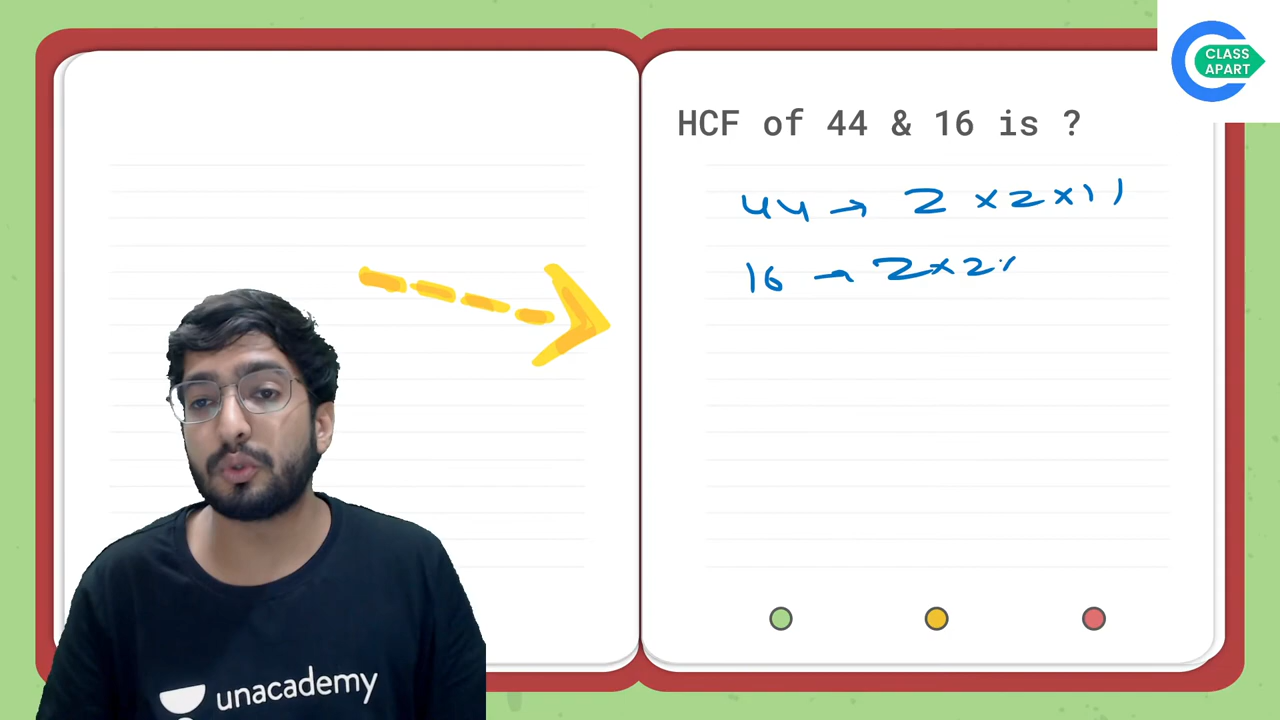 CLASS
APART
HCF of 44 & 16 is ?
44 → 2 × 2 × 11
16 → 2 × 2 ×
unacademy